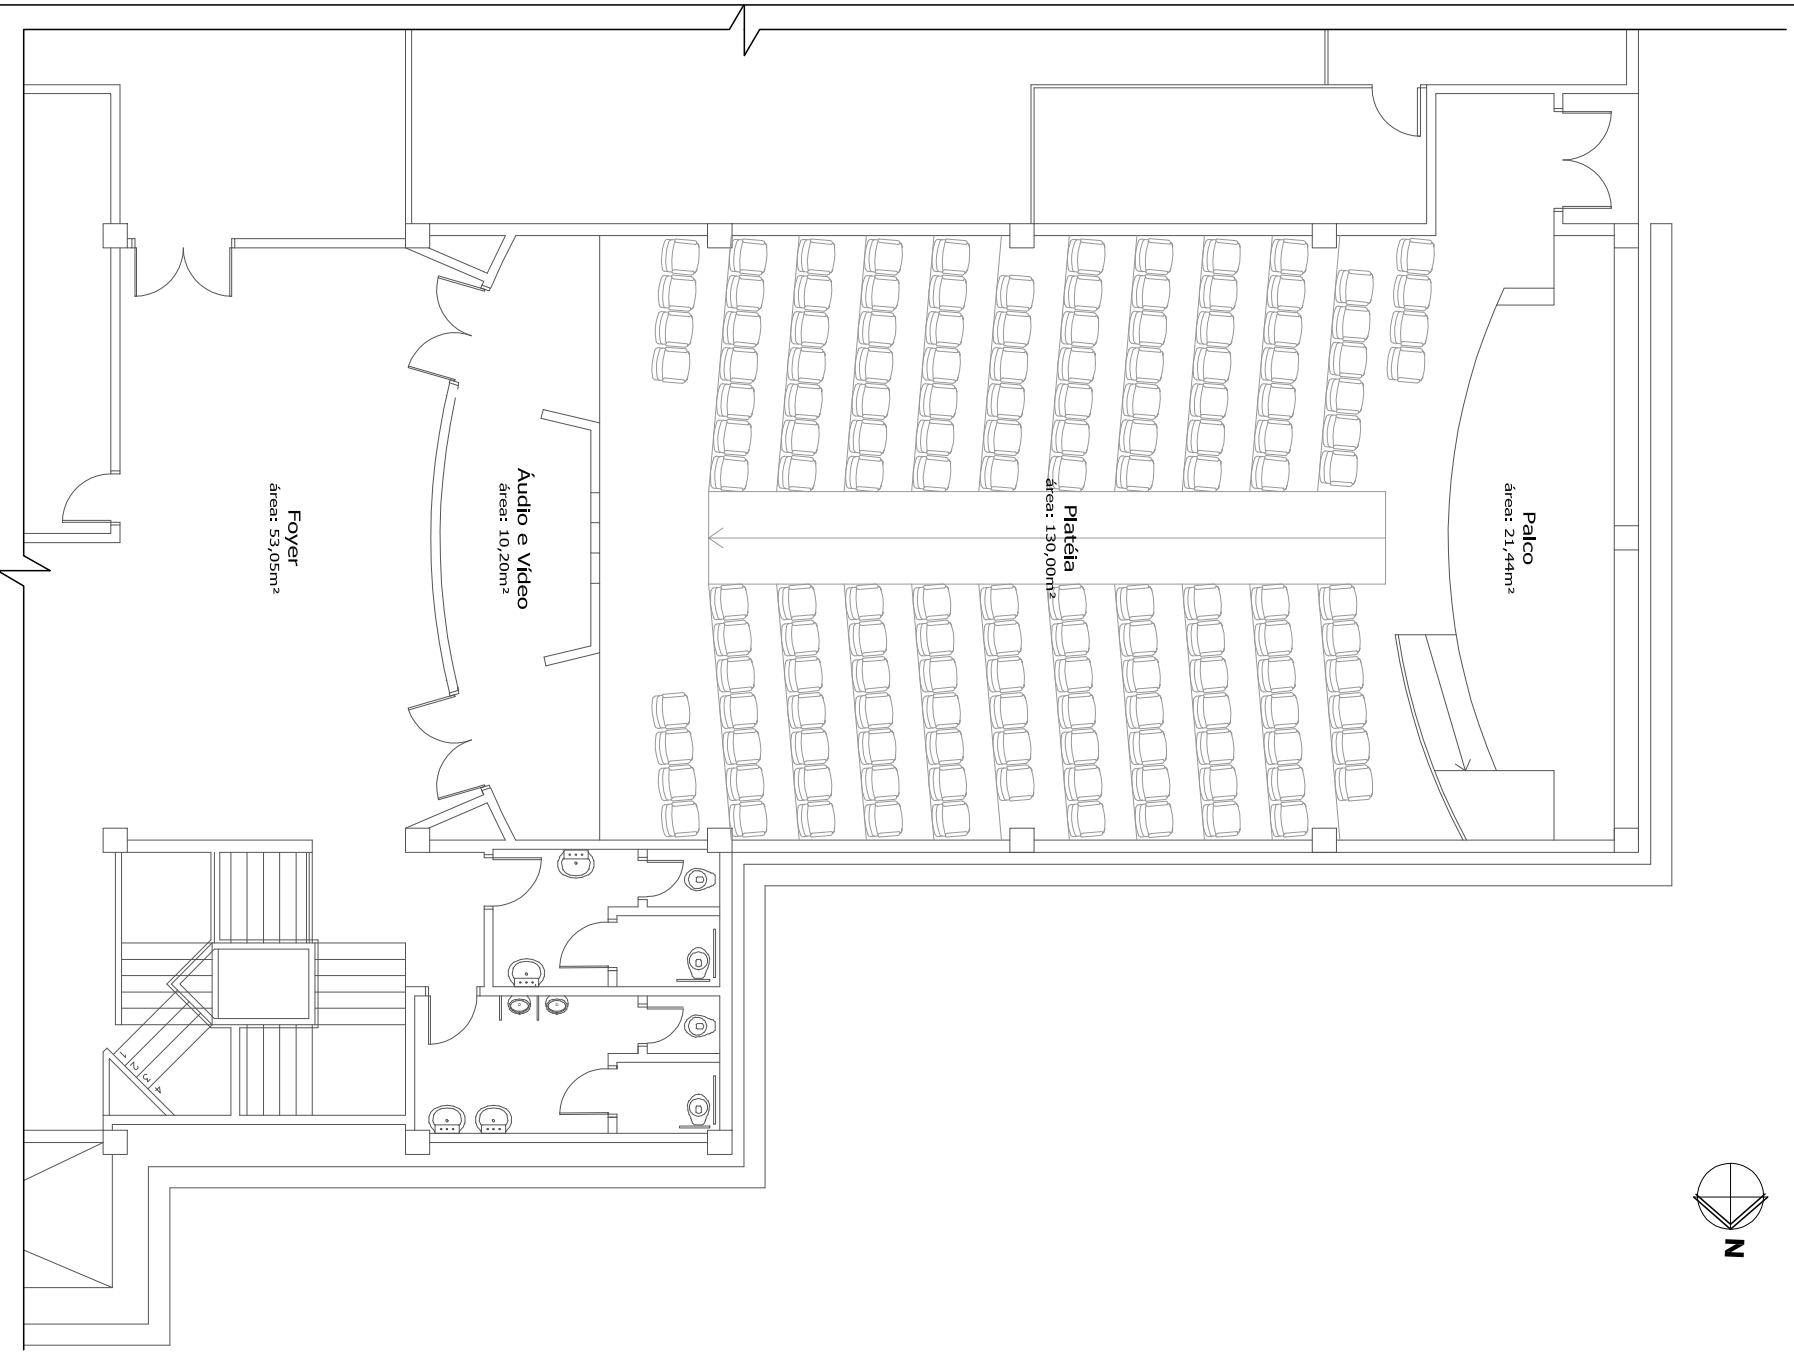 Foyer
área: 53,05m²
Áudio e Vídeo
área: 10,20m²
Platéia
área: 130,00m²
Palco
área: 21,44m²
1
2
3
4
N